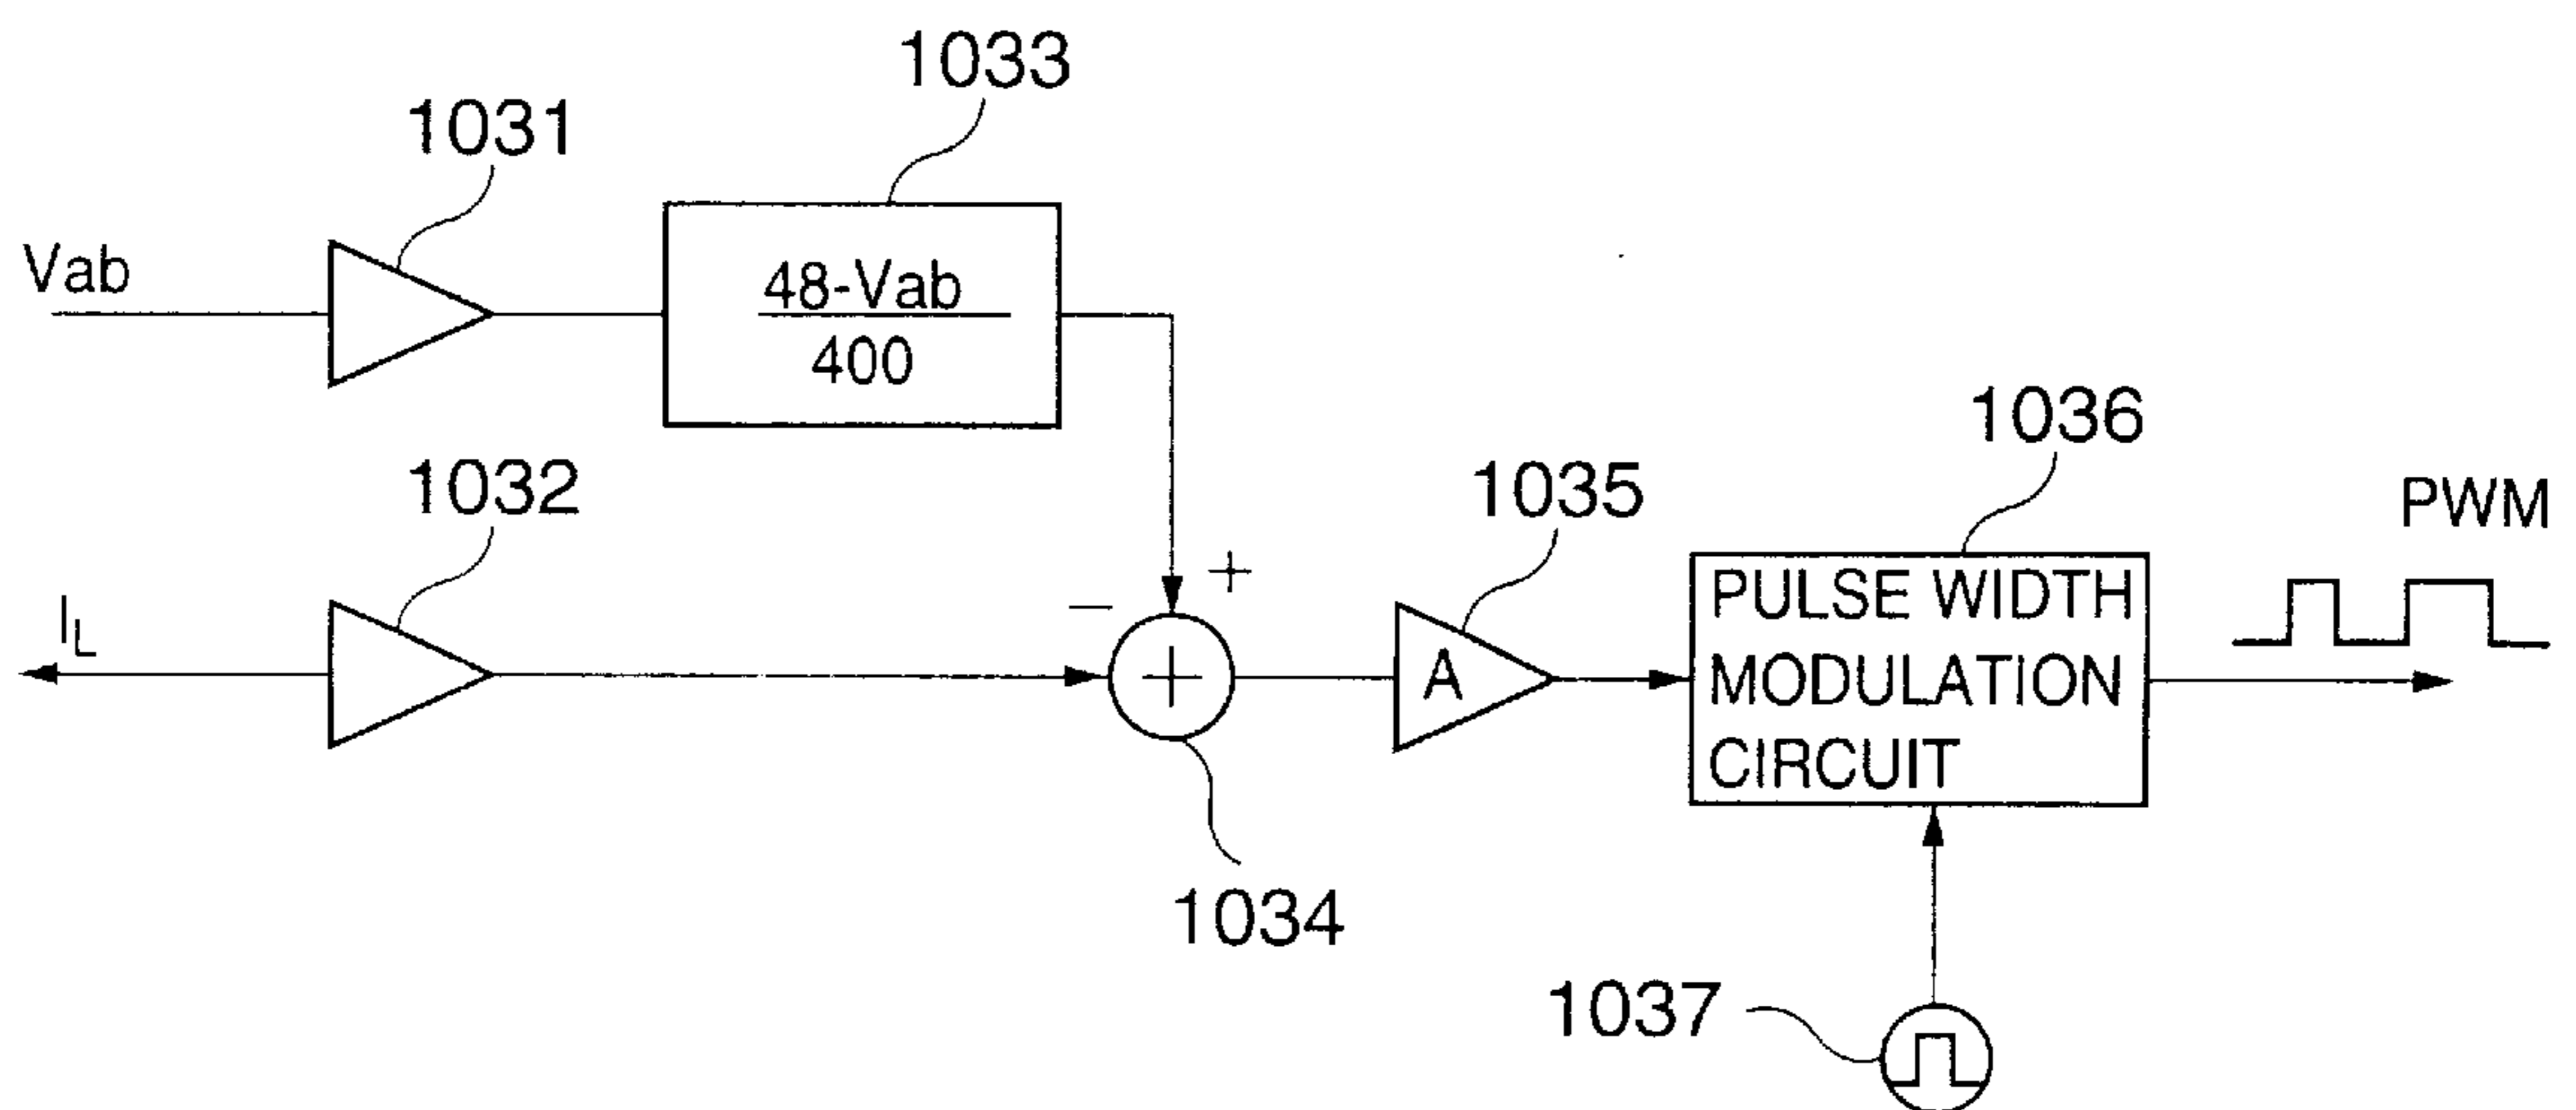 1033
1031
Vab
48-Vab
400
1032
I_L
−
+
+
1034
1035
A
1036
PULSE WIDTH
MODULATION
CIRCUIT
PWM
1037